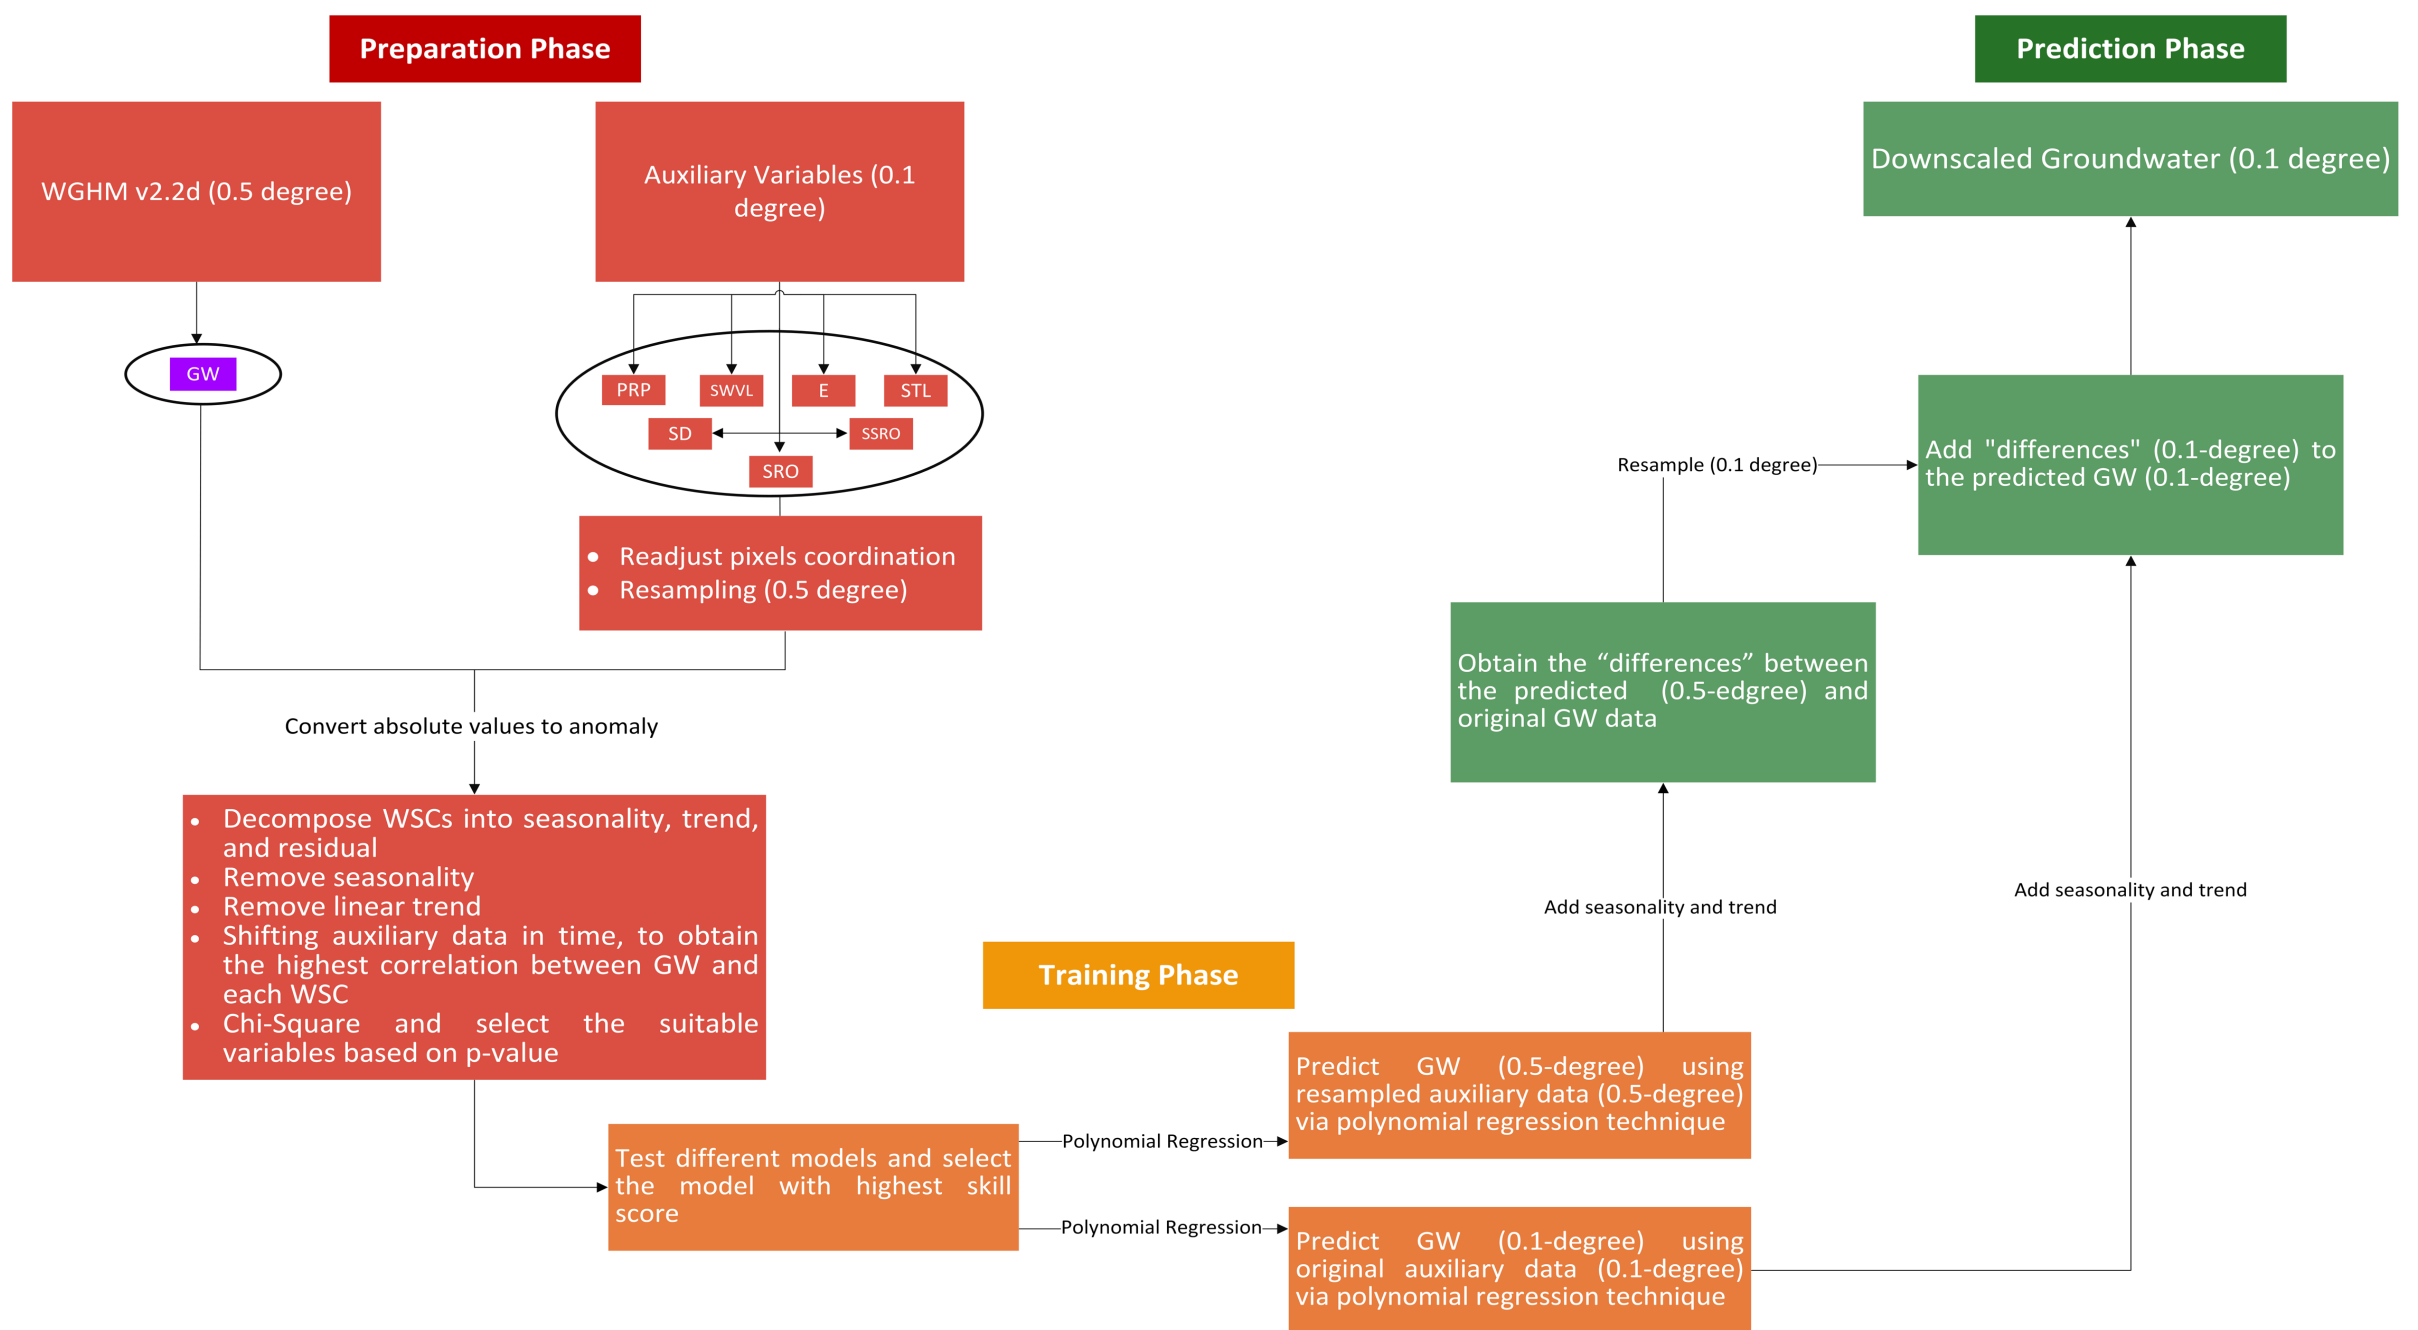 Preparation Phase
Prediction Phase
WGHM v2.2d (0.5 degree)
Auxiliary Variables (0.1
degree)
Downscaled Groundwater (0.1 degree)
GW
PRP
SWVL
E
STL
SD
SSRO
SRO
Readjust pixels coordination
Resampling (0.5 degree)
Convert absolute values to anomaly
Decompose WSCs into seasonality, trend,
and residual
Remove seasonality
Remove linear trend
Shifting auxiliary data in time, to obtain
the highest correlation between GW and
each WSC
Chi-Square and select the suitable
variables based on p-value
Training Phase
Test different models and select
the model with highest skill
score
Polynomial Regression
Polynomial Regression
Predict GW (0.5-degree) using
resampled auxiliary data (0.5-degree)
via polynomial regression technique
Predict GW (0.1-degree) using
original auxiliary data (0.1-degree)
via polynomial regression technique
Add seasonality and trend
Add seasonality and trend
Obtain the “differences” between
the predicted (0.5-edgree) and
original GW data
Resample (0.1 degree)
Add "differences" (0.1-degree) to
the predicted GW (0.1-degree)